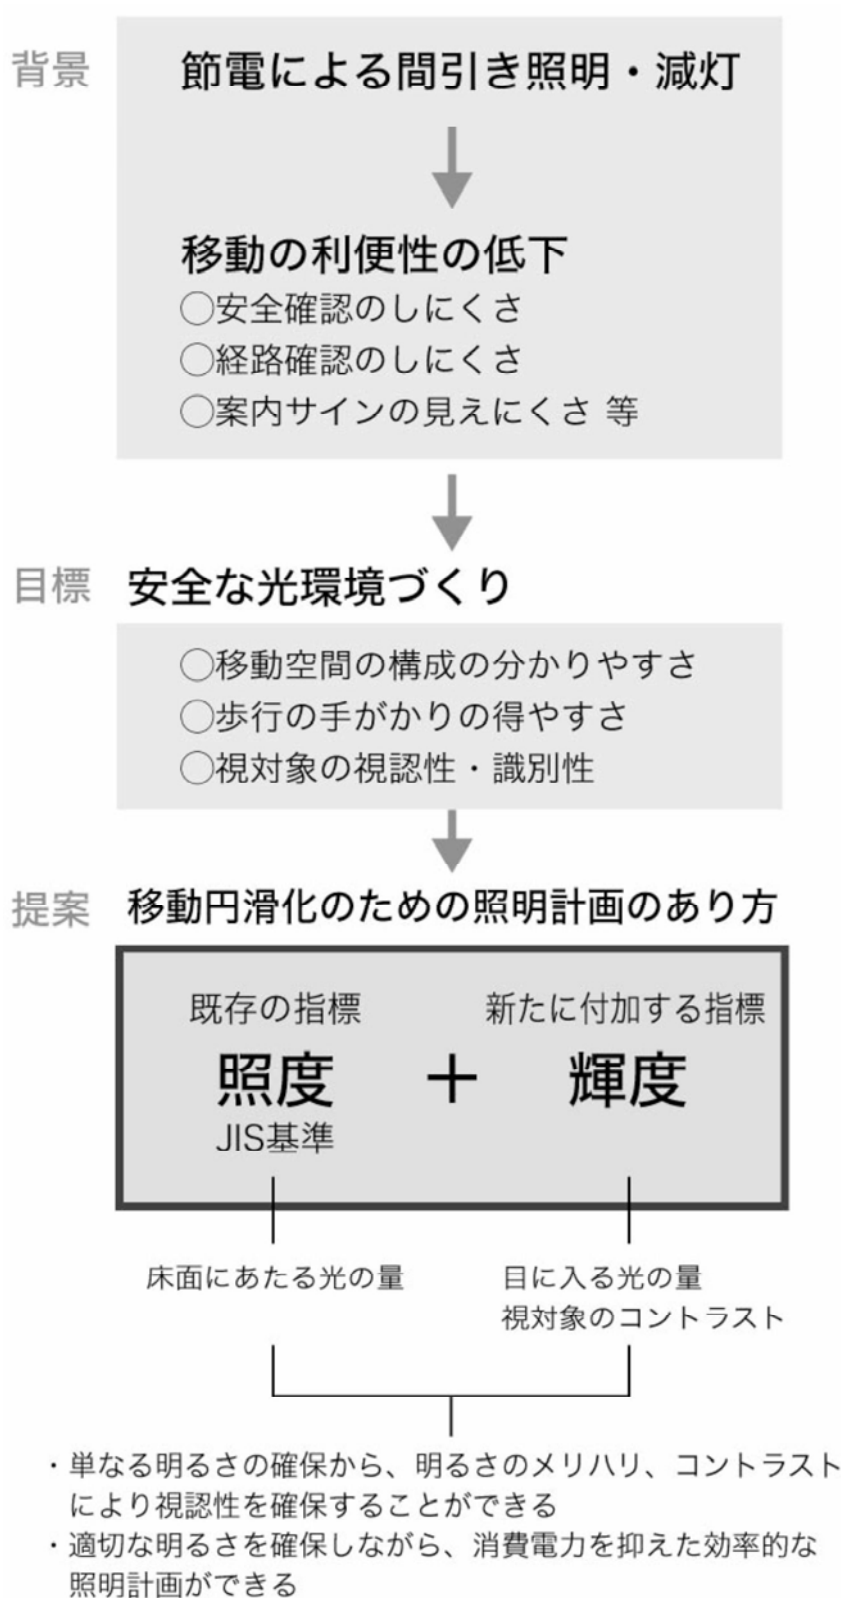 背景
節電による間引き照明・減灯
移動の利便性の低下
○安全確認のしにくさ
○経路確認のしにくさ
○案内サインの見えにくさ 等
目標 安全な光環境づくり
○移動空間の構成の分かりやすさ
○歩行の手がかりの得やすさ
○視対象の視認性・識別性
提案 移動円滑化のための照明計画のあり方
既存の指標 新たに付加する指標
照度 + 輝度
JIS基準
床面にあたる光の量
目に入る光の量
視対象のコントラスト
・単なる明るさの確保から、明るさのメリハリ、コントラスト
により視認性を確保することができる
・適切な明るさを確保しながら、消費電力を抑えた効率的な
照明計画ができる